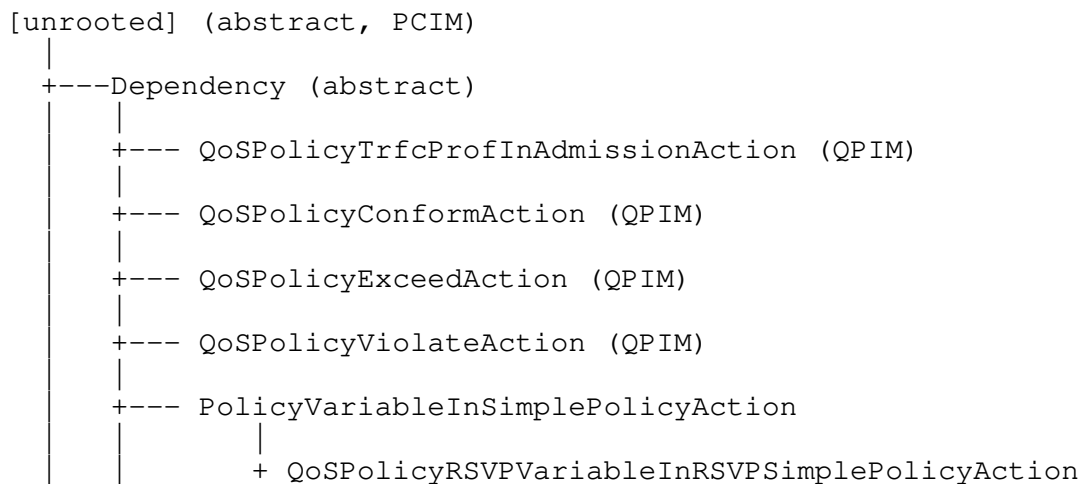 [unrooted] (abstract, PCIM)
|
+---Dependency (abstract)
| |
| +--- QoSPolicyTrfcProfInAdmissionAction (QPIM)
| |
| +--- QoSPolicyConformAction (QPIM)
| |
| +--- QoSPolicyExceedAction (QPIM)
| |
| +--- QoSPolicyViolateAction (QPIM)
| |
| +--- PolicyVariableInSimplePolicyAction
| | |
| | + QoSPolicyRSVPVariableInRSVPSimplePolicyAction